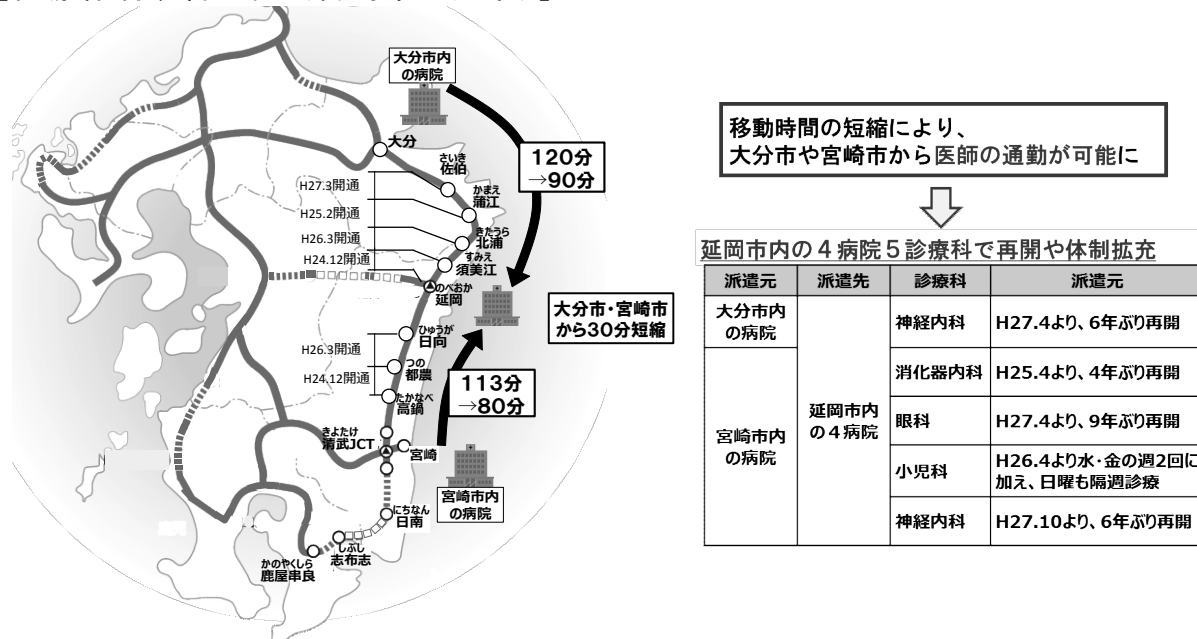 大分市内
の病院
大分
さいき
佐伯
かまえ
蒲江
きたうら
北浦
すみえ
須美江
のべおか
延岡
ひゅうが
日向
つの
都農
たかなべ
高鍋
きよたけ
清武JCT
宮崎
にちなん
日南
しぶし
志布志
かのやくしら
鹿屋串良
H27.3開通
H25.2開通
H26.3開通
H24.12開通
H26.3開通
H24.12開通
120分
→90分
大分市・宮崎市
から30分短縮
113分
→80分
宮崎市内
の病院
移動時間の短縮により、
大分市や宮崎市から医師の通勤が可能に
延岡市内の4病院5診療科で再開や体制拡充
派遣元 派遣先 診療科 派遣元
大分市内
の病院
神経内科 H27.4より、6年ぶり再開
宮崎市内
の病院
延岡市内
の4病院
消化器内科 H25.4より、4年ぶり再開
眼科 H27.4より、9年ぶり再開
小児科 H26.4より水・金の週2回に
加え、日曜も隔週診療
神経内科 H27.10より、6年ぶり再開